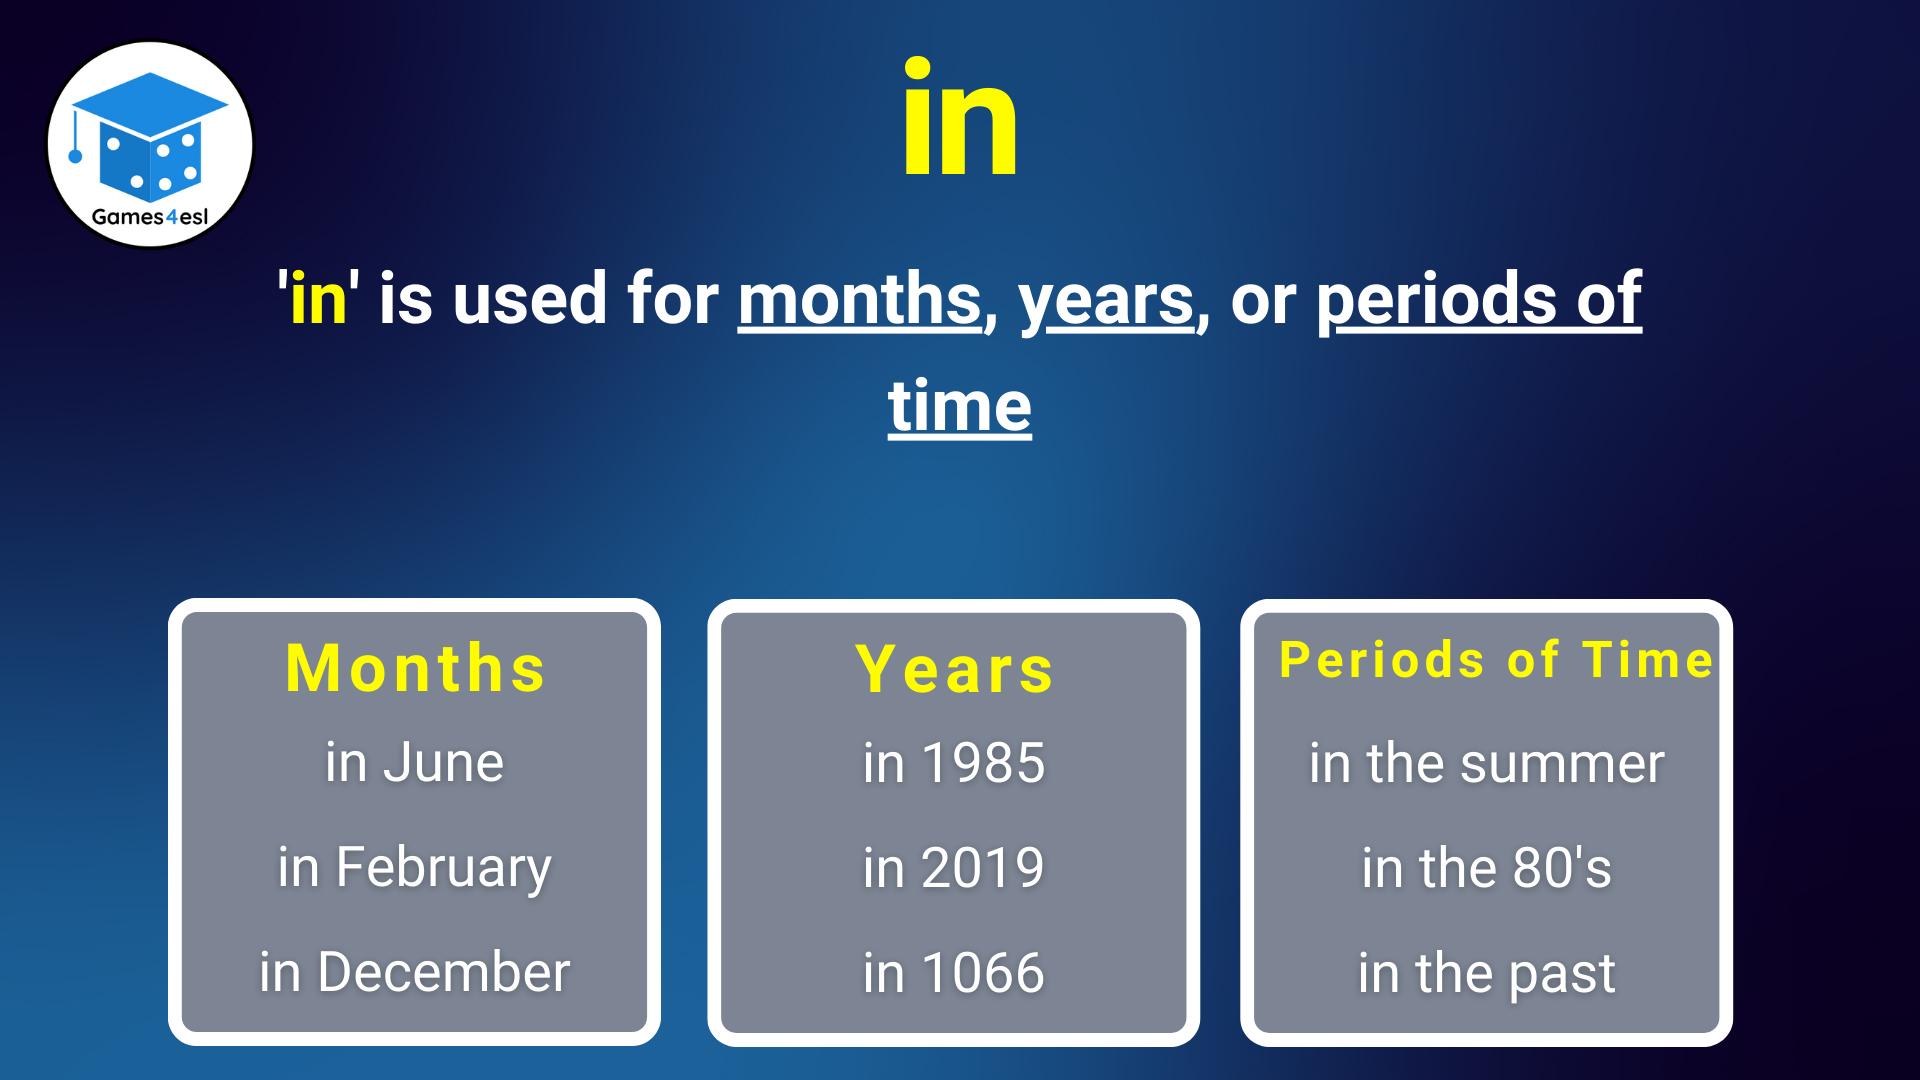 in
Games4esl
'in' is used for months, years, or periods of
time
Months
in June
in February
in December
Years
in 1985
in 2019
in 1066
Periods of Time
in the summer
in the 80's
in the past